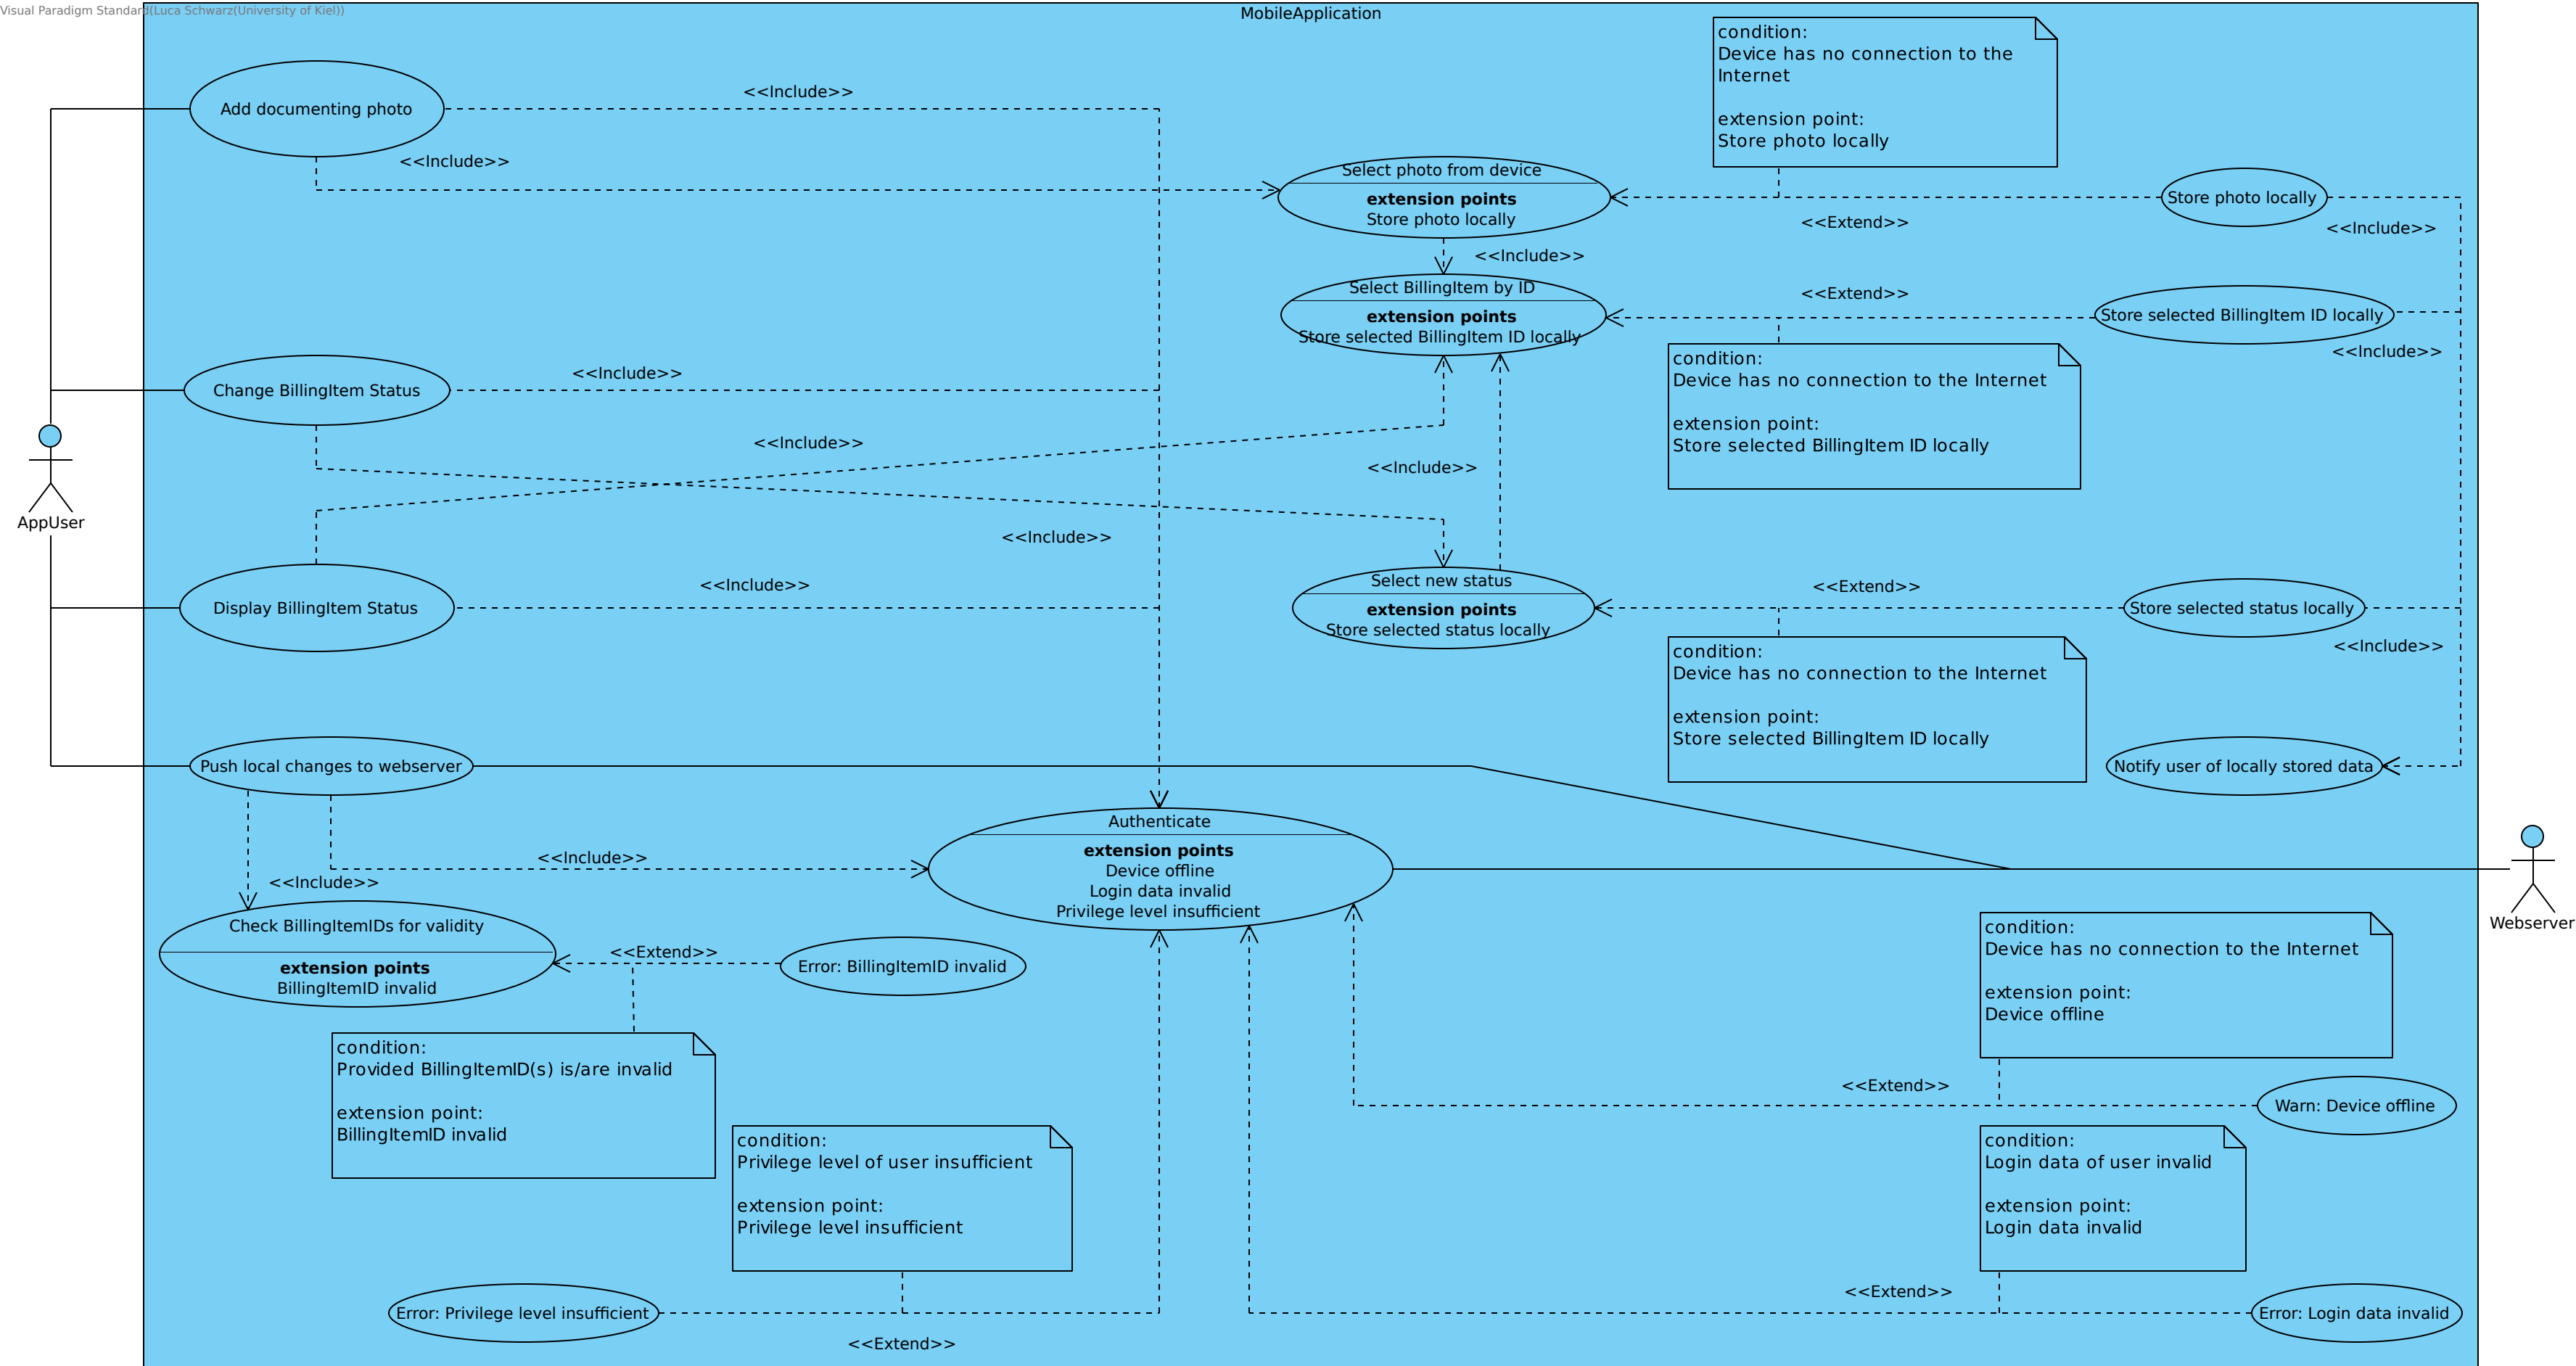 Visual Paradigm Standard(Luca Schwarz(University of Kiel))
MobileApplication
condition:
Device has no connection to the
Internet
extension point:
Store photo locally
Add documenting photo
<<Include>>
<<Include>>
Select photo from device
extension points
Store photo locally
<<Extend>>
Store photo locally
<<Include>>
<<Include>>
Select BillingItem by ID
extension points
Store selected BillingItem ID locally
<<Extend>>
Store selected BillingItem ID locally
<<Include>>
condition:
Device has no connection to the Internet
extension point:
Store selected BillingItem ID locally
Change BillingItem Status
<<Include>>
<<Include>>
<<Include>>
AppUser
<<Include>>
Display BillingItem Status
<<Include>>
Select new status
extension points
Store selected status locally
<<Extend>>
Store selected status locally
<<Include>>
condition:
Device has no connection to the Internet
extension point:
Store selected BillingItem ID locally
Push local changes to webserver
Notify user of locally stored data
<<Include>>
<<Include>>
Authenticate
extension points
Device offline
Login data invalid
Privilege level insufficient
Webserver
Check BillingItemIDs for validity
extension points
BillingItemID invalid
<<Extend>>
Error: BillingItemID invalid
condition:
Device has no connection to the Internet
extension point:
Device offline
condition:
Provided BillingItemID(s) is/are invalid
extension point:
BillingItemID invalid
<<Extend>>
Warn: Device offline
condition:
Privilege level of user insufficient
extension point:
Privilege level insufficient
condition:
Login data of user invalid
extension point:
Login data invalid
Error: Privilege level insufficient
<<Extend>>
<<Extend>>
Error: Login data invalid